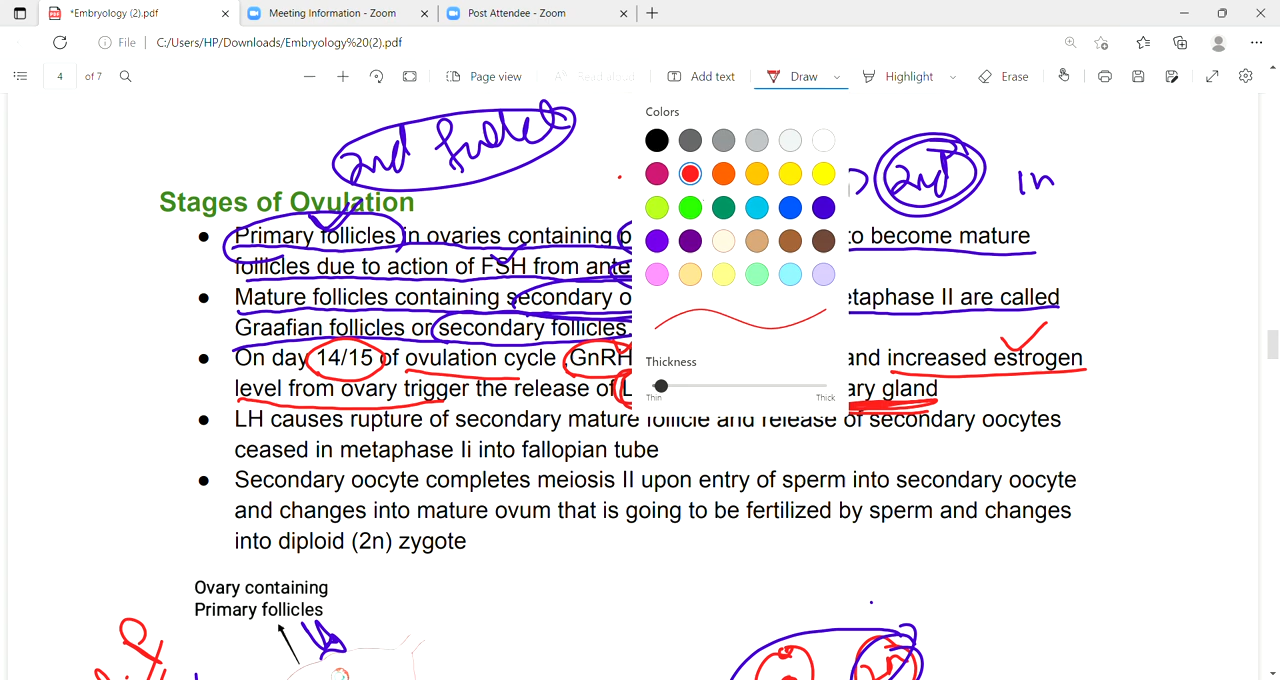 *Embryology (2).pdf
Meeting Information - Zoom
Post Attendee - Zoom
File
C:/Users/HP/Downloads/Embryology%20(2).pdf
4 of 7
Page view
Read aloud
Add text
Draw
Highlight
Erase
Colors
2nd
2nd
In
Stages of Ovulation
● Primary follicles in ovaries containing to become mature
follicles due to action of FSH from ante
● Mature follicles containing secondary o etaphase II are called
Graafian follicles or secondary follicles
● On day 14/15 of ovulation cycle ,GnRH and increased estrogen
level from ovary trigger the release of L ary gland
Thickness
Thin Thick
● LH causes rupture of secondary mature follicle and release of secondary oocytes
ceased in metaphase Ii into fallopian tube
● Secondary oocyte completes meiosis II upon entry of sperm into secondary oocyte
and changes into mature ovum that is going to be fertilized by sperm and changes
into diploid (2n) zygote
Ovary containing
Primary follicles